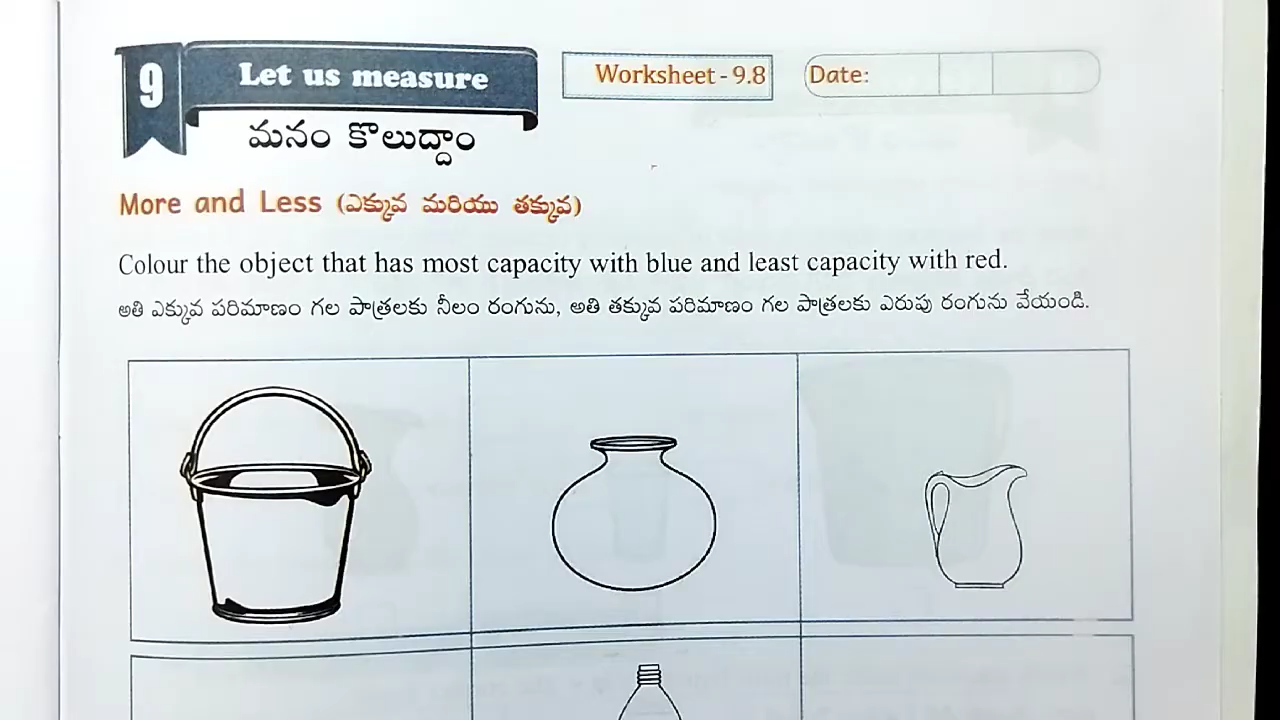 9
Let us measure
Worksheet - 9.8
Date:
మనం కొలుద్దాం
More and Less (ఎక్కువ మరియు తక్కువ)
Colour the object that has most capacity with blue and least capacity with red.
అతి ఎక్కువ పరిమాణం గల పాత్రలకు నీలం రంగును, అతి తక్కువ పరిమాణం గల పాత్రలకు ఎరుపు రంగును వేయండి.